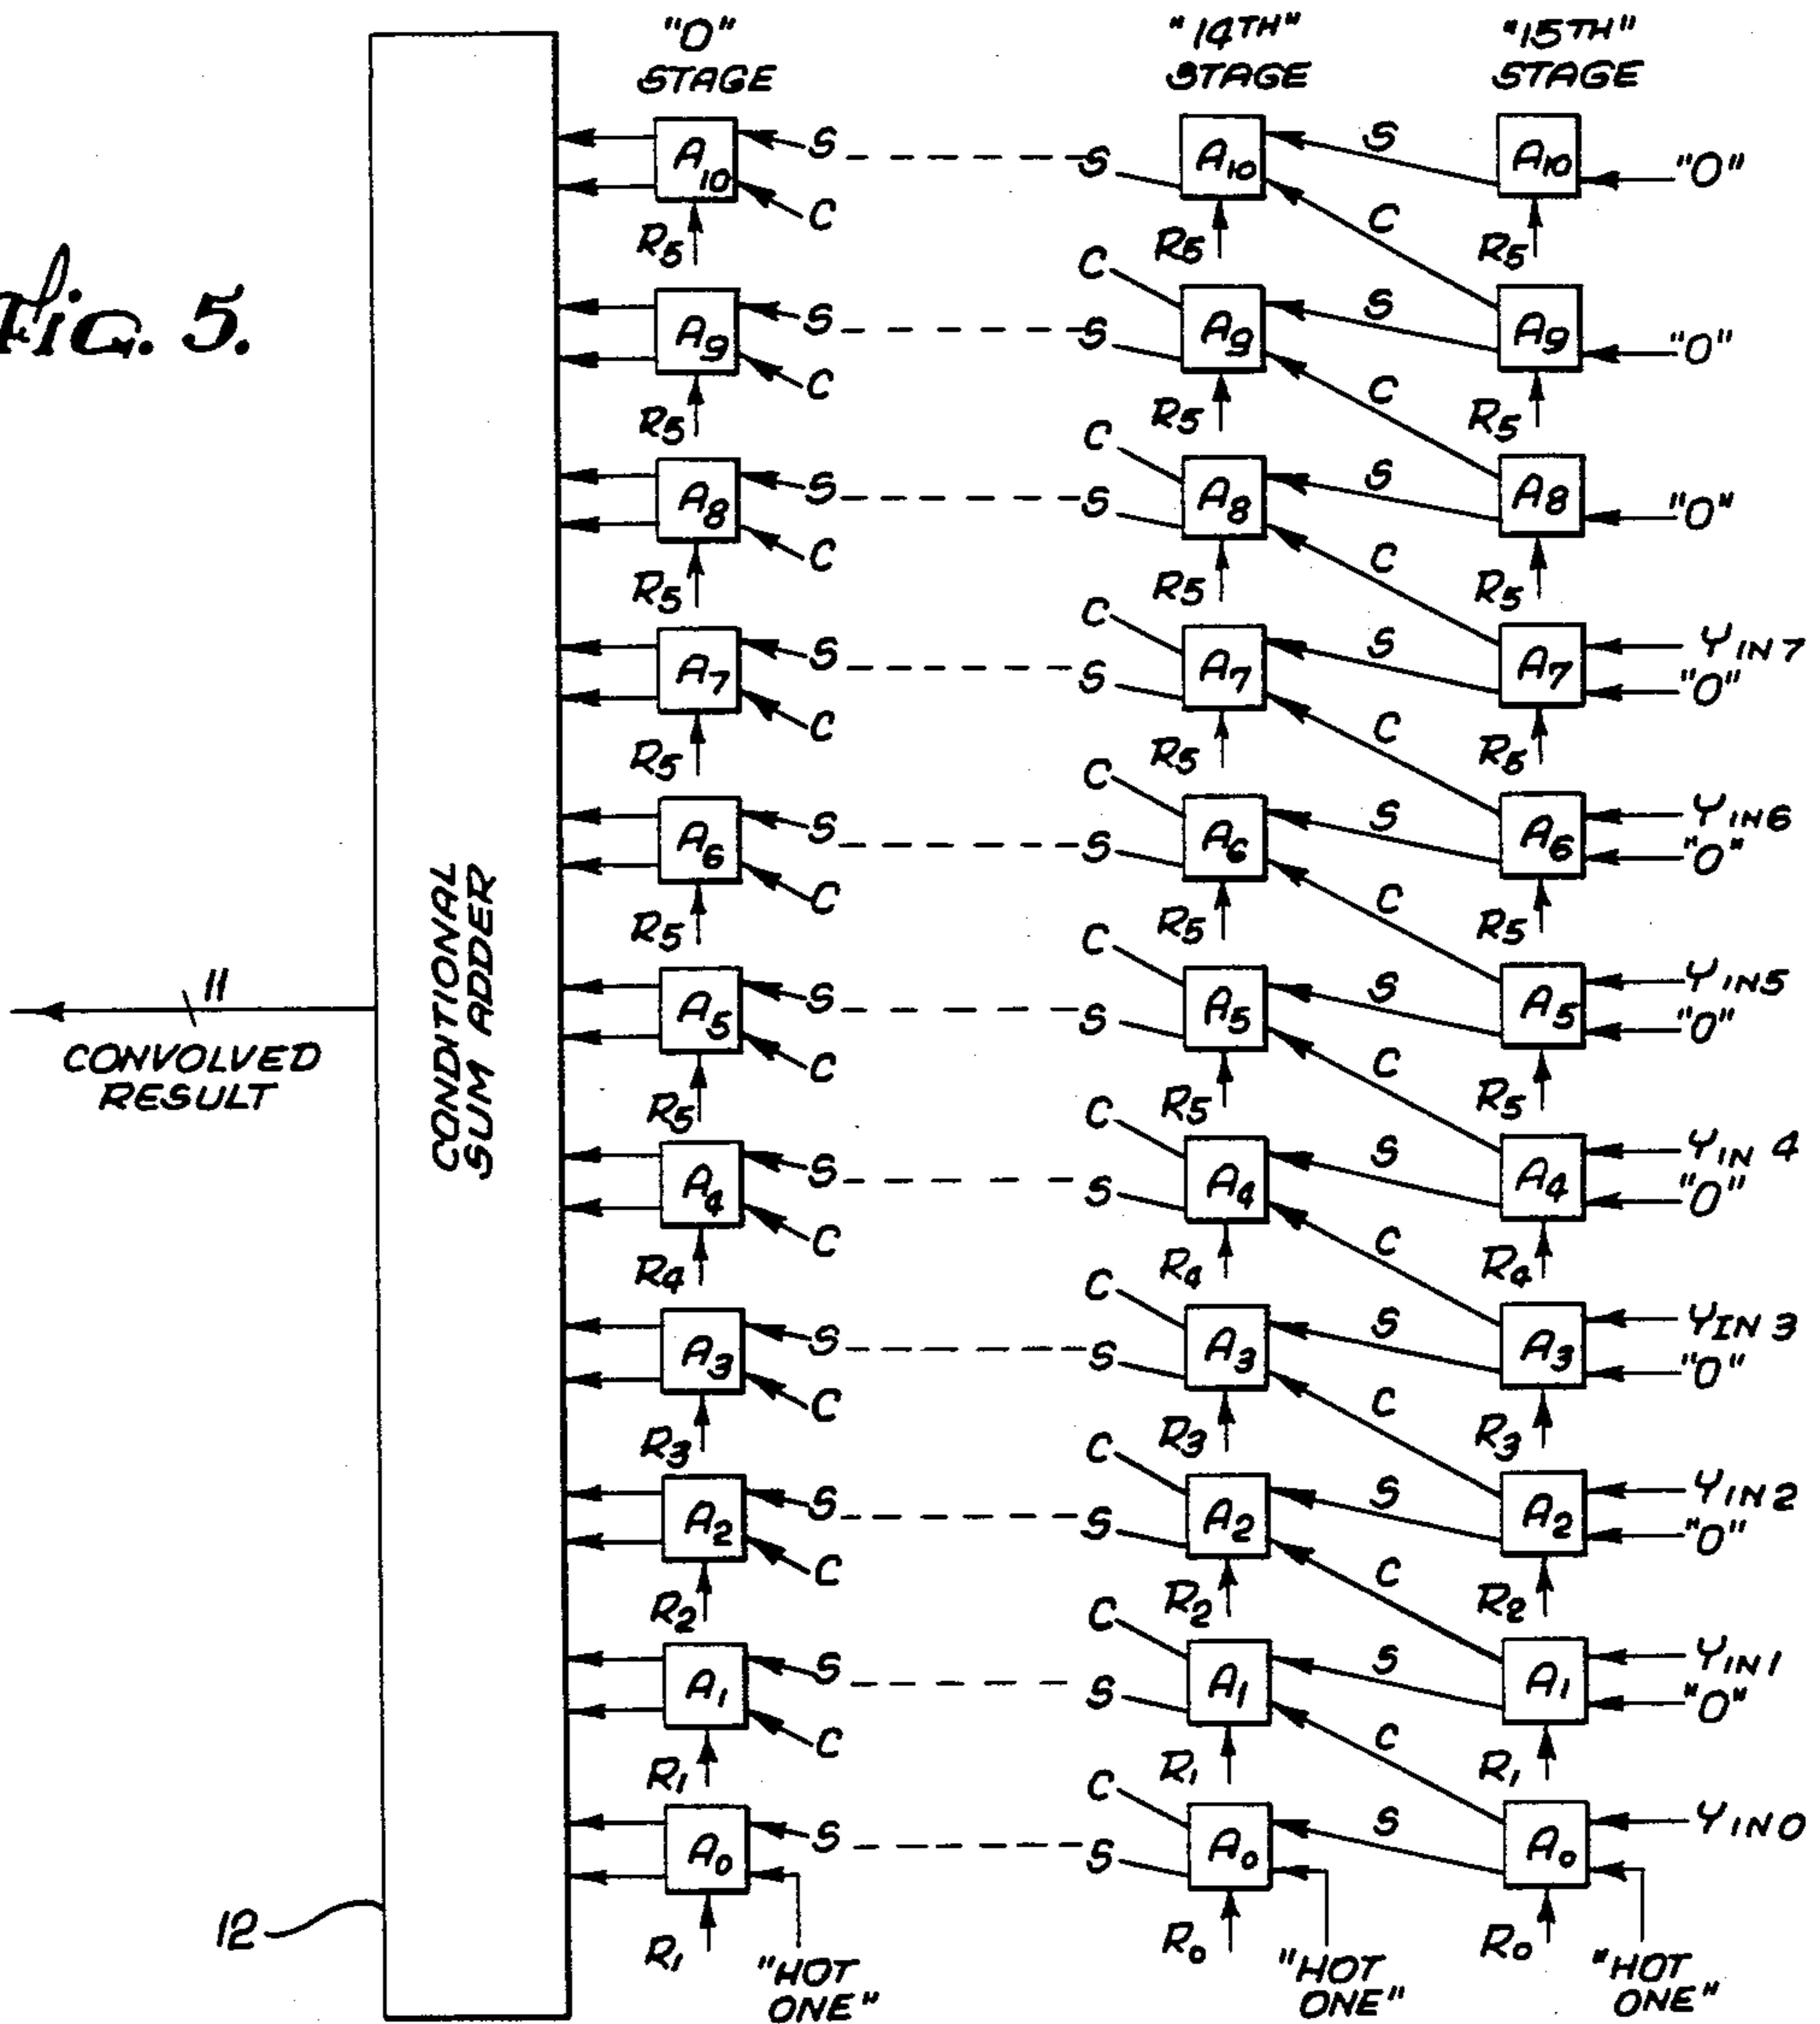 Fig. 5.
"0" STAGE
"14TH" STAGE
"15TH" STAGE
A10 S S A10 S A10 "0"
C C
R5 R5 R5
C
A9 S S A9 S A9 "0"
C C
R5 R5 R5
C
A8 S S A8 S A8 "0"
C C
R5 R5 R5
C YIN7
A7 S S A7 S A7 "0"
C C
R5 R5 R5
C YIN6
A6 S S A6 S A6 "0"
C C
R5 R5 R5
C YIN5
A5 S S A5 S A5 "0"
C C
R5 R5 R5
C YIN 4
A4 S S A4 S A4 "0"
C C
R4 R4 R4
C YIN 3
A3 S S A3 S A3 "0"
C C
R3 R3 R3
C YIN2
A2 S S A2 S A2 "0"
C C
R2 R2 R2
C YIN1
A1 S S A1 S A1 "0"
C C
R1 R1 R1
C YIN0
A0 S S A0 S A0
R1 R0 R0
"HOT ONE"
"HOT ONE"
"HOT ONE"
CONDITIONAL
SUM ADDER
11
CONVOLVED
RESULT
12